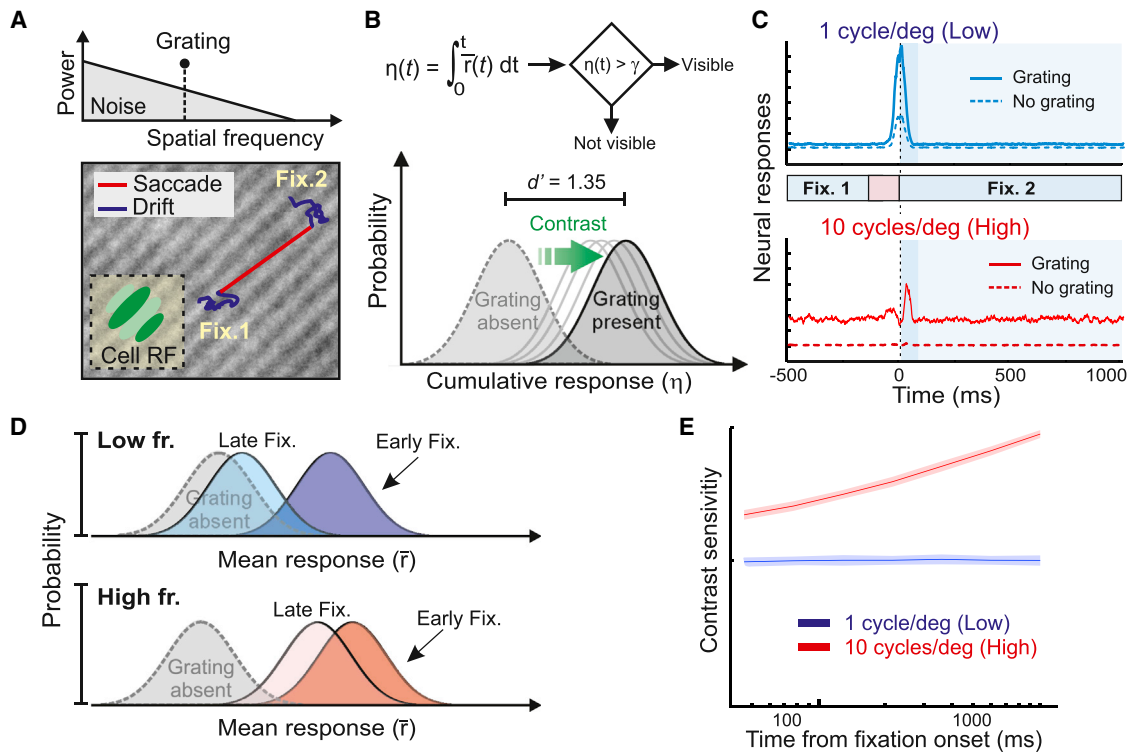 A
Grating
Power
Noise
Spatial frequency
Saccade
Drift
Fix.2
Fix.1
Cell RF
B
η(t) = ∫₀ᵗ r̅(t) dt
η(t) > γ
Visible
Not visible
d' = 1.35
Contrast
Probability
Grating
absent
Grating
present
Cumulative response (η)
C
1 cycle/deg (Low)
Grating
No grating
Neural responses
Fix. 1
Fix. 2
10 cycles/deg (High)
Grating
No grating
-500
0
500
1000
Time (ms)
D
Low fr.
Late Fix.
Early Fix.
Grating
absent
Mean response (r̅)
Probability
High fr.
Late Fix.
Early Fix.
Grating
absent
Mean response (r̅)
E
Contrast sensitivtiy
1 cycle/deg (Low)
10 cycles/deg (High)
100
1000
Time from fixation onset (ms)